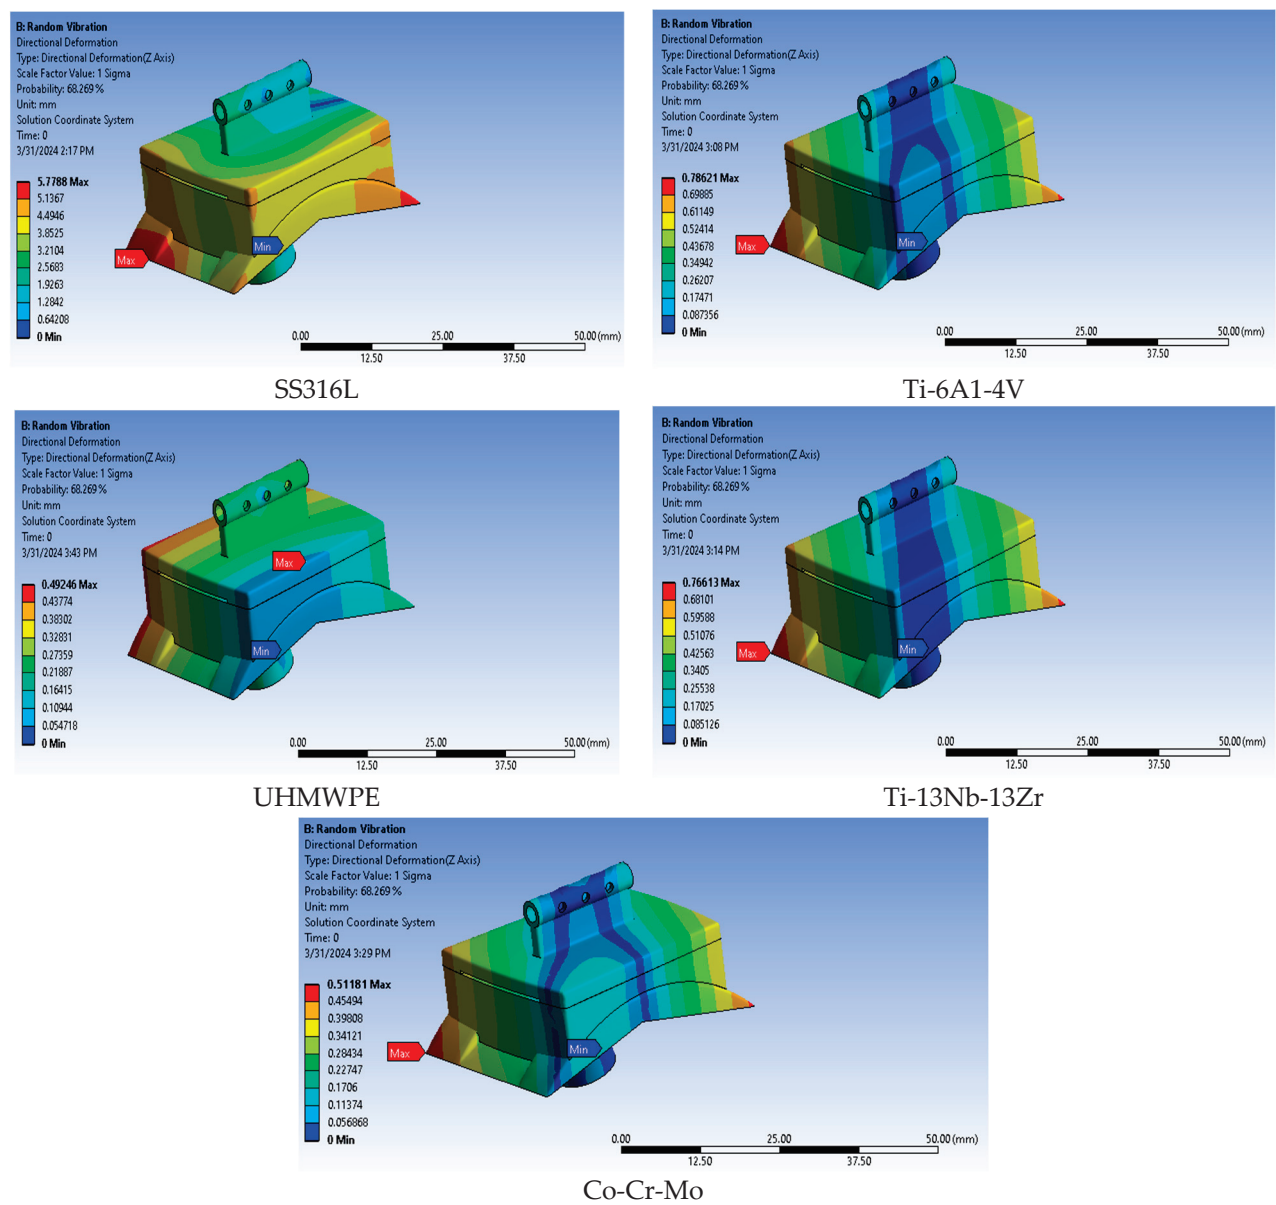 B: Random Vibration
Directional Deformation
Type: Directional Deformation(Z Axis)
Scale Factor Value: 1 Sigma
Probability: 68.269 %
Unit: mm
Solution Coordinate System
Time: 0
3/31/2024 2:17 PM
5.7788 Max
5.1367
4.4946
3.8525
3.2104
2.5683
1.9263
1.2842
0.64208
0 Min
Max
Min
0.00 25.00 50.00 (mm)
12.50 37.50
SS316L
B: Random Vibration
Directional Deformation
Type: Directional Deformation(Z Axis)
Scale Factor Value: 1 Sigma
Probability: 68.269 %
Unit: mm
Solution Coordinate System
Time: 0
3/31/2024 3:08 PM
0.78621 Max
0.69885
0.61149
0.52414
0.43678
0.34942
0.26207
0.17471
0.087356
0 Min
Max
Min
0.00 25.00 50.00 (mm)
12.50 37.50
Ti-6A1-4V
B: Random Vibration
Directional Deformation
Type: Directional Deformation(Z Axis)
Scale Factor Value: 1 Sigma
Probability: 68.269 %
Unit: mm
Solution Coordinate System
Time: 0
3/31/2024 3:43 PM
0.49246 Max
0.43774
0.38302
0.32831
0.27359
0.21887
0.16415
0.10944
0.054718
0 Min
Max
Min
0.00 25.00 50.00 (mm)
12.50 37.50
UHMWPE
B: Random Vibration
Directional Deformation
Type: Directional Deformation(Z Axis)
Scale Factor Value: 1 Sigma
Probability: 68.269 %
Unit: mm
Solution Coordinate System
Time: 0
3/31/2024 3:14 PM
0.76613 Max
0.68101
0.59588
0.51076
0.42563
0.3405
0.25538
0.17025
0.085126
0 Min
Max
Min
0.00 25.00 50.00 (mm)
12.50 37.50
Ti-13Nb-13Zr
B: Random Vibration
Directional Deformation
Type: Directional Deformation(Z Axis)
Scale Factor Value: 1 Sigma
Probability: 68.269 %
Unit: mm
Solution Coordinate System
Time: 0
3/31/2024 3:29 PM
0.51181 Max
0.45494
0.39808
0.34121
0.28434
0.22747
0.1706
0.11374
0.056868
0 Min
Max
Min
0.00 25.00 50.00 (mm)
12.50 37.50
Co-Cr-Mo